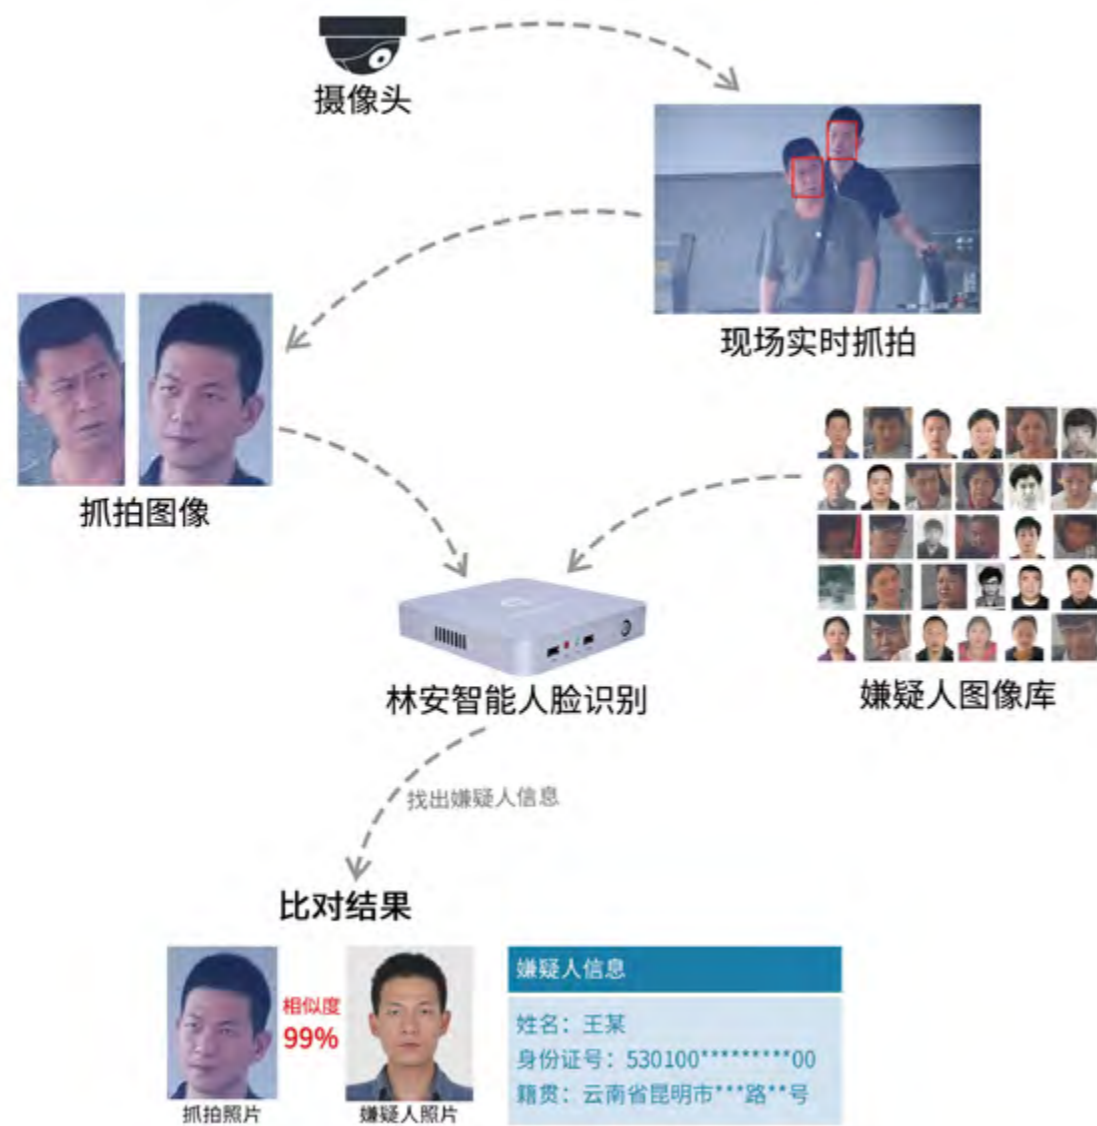 摄像头
现场实时抓拍
抓拍图像
林安智能人脸识别
嫌疑人图像库
找出嫌疑人信息
比对结果
相似度
99%
抓拍照片
嫌疑人照片
嫌疑人信息
姓名：王某
身份证号：530100*********00
籍贯：云南省昆明市***路**号